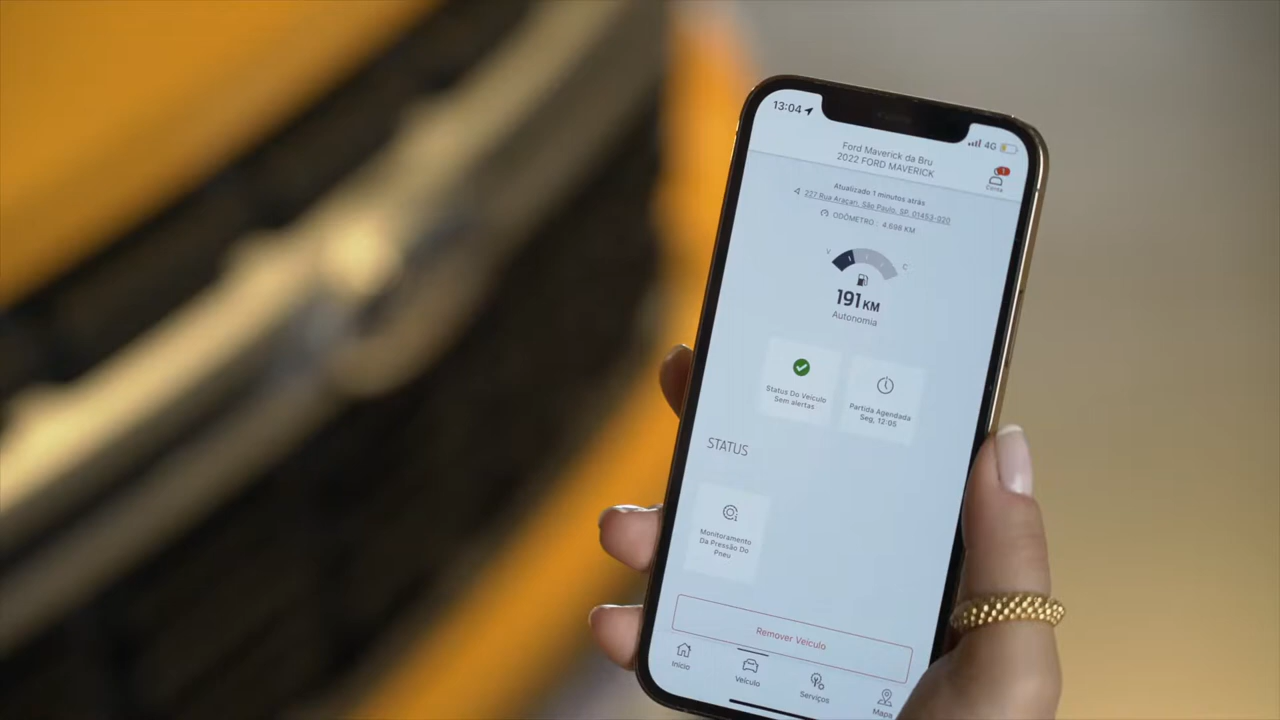 13:04
4G
Ford Maverick da Bru
2022 FORD MAVERICK
1
Conta
Atualizado 1 minutos atrás
227 Rua Araçari, São Paulo, SP, 01453-020
ODÔMETRO : 4.698 KM
V
C
191 KM
Autonomia
Status Do Veículo
Sem alertas
Partida Agendada
Seg, 12:05
STATUS
Monitoramento
Da Pressão Do
Pneu
Remover Veículo
Início
Veículo
Serviços
Mapa